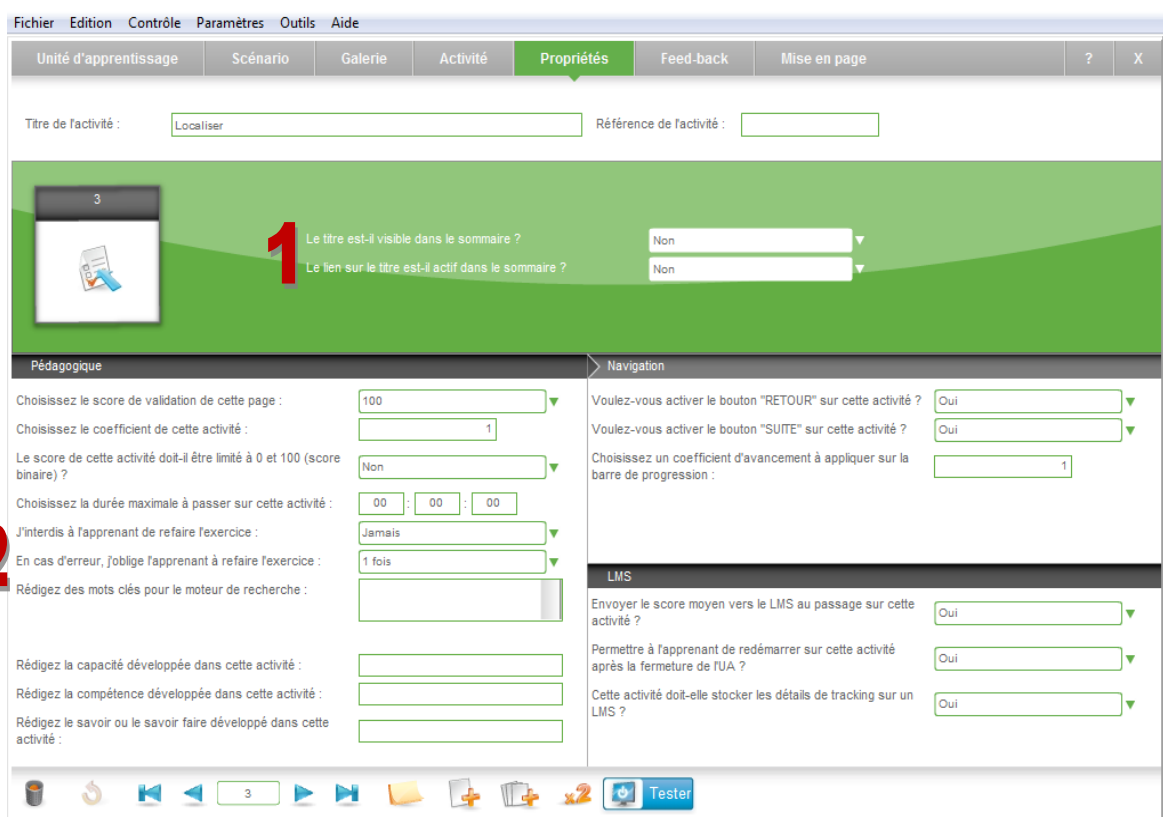 Fichier Edition Contrôle Paramètres Outils Aide
Unité d'apprentissage Scénario Galerie Activité Propriétés Feed-back Mise en page ? X
Titre de l'activité : Localiser Référence de l'activité :
3
1
Le titre est-il visible dans le sommaire ? Non
Le lien sur le titre est-il actif dans le sommaire ? Non
Pédagogique
Choisissez le score de validation de cette page : 100
Choisissez le coefficient de cette activité : 1
Le score de cette activité doit-il être limité à 0 et 100 (score
binaire) ? Non
Choisissez la durée maximale à passer sur cette activité : 00 : 00 : 00
2
J'interdis à l'apprenant de refaire l'exercice : Jamais
En cas d'erreur, j'oblige l'apprenant à refaire l'exercice : 1 fois
Rédigez des mots clés pour le moteur de recherche :
Rédigez la capacité développée dans cette activité :
Rédigez la compétence développée dans cette activité :
Rédigez le savoir ou le savoir faire développé dans cette
activité :
Navigation
Voulez-vous activer le bouton "RETOUR" sur cette activité ? Oui
Voulez-vous activer le bouton "SUITE" sur cette activité ? Oui
Choisissez un coefficient d'avancement à appliquer sur la
barre de progression : 1
LMS
Envoyer le score moyen vers le LMS au passage sur cette
activité ? Oui
Permettre à l'apprenant de redémarrer sur cette activité
après la fermeture de l'UA ? Oui
Cette activité doit-elle stocker les détails de tracking sur un
LMS ? Oui
3 x2 Tester